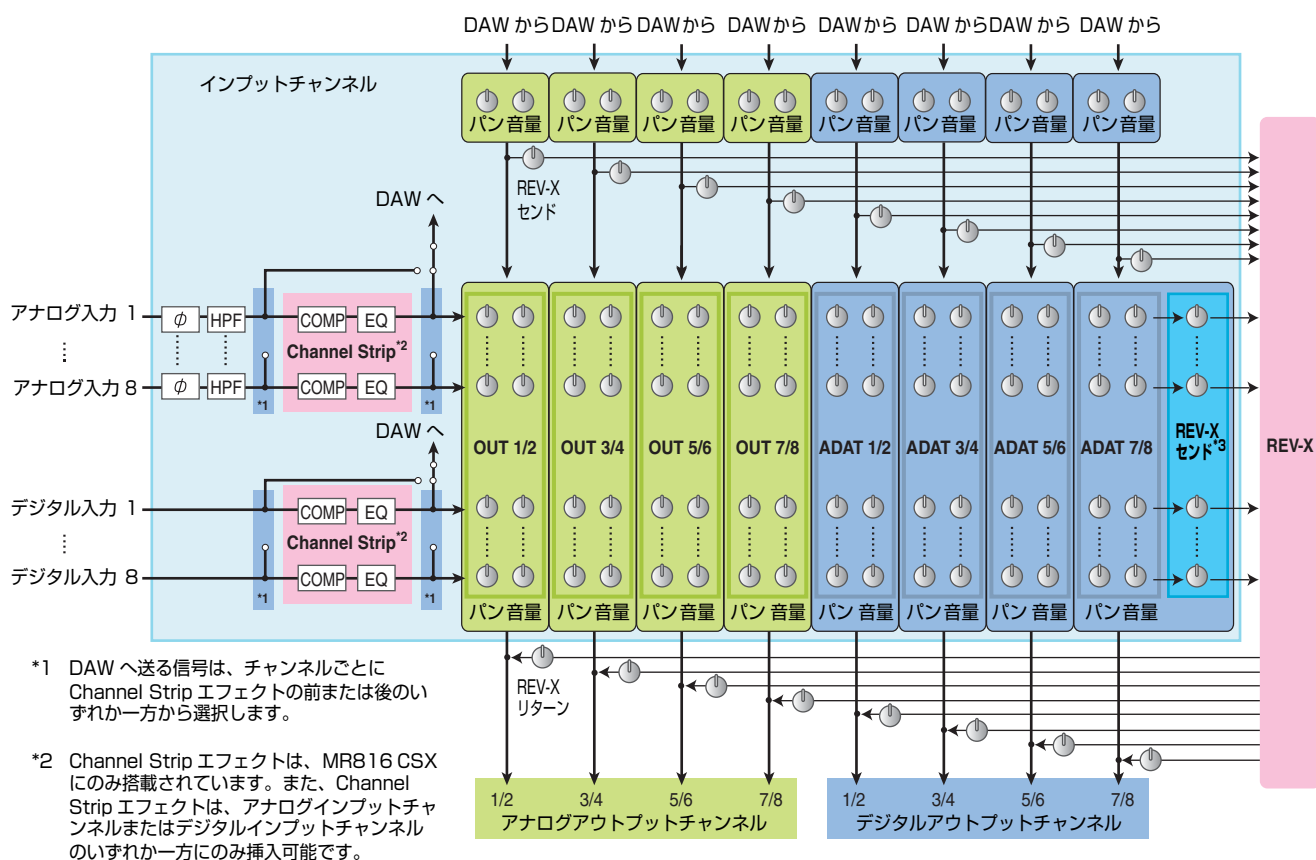 DAW から DAW から DAW から DAW から DAW から DAW から DAW から DAW から
インプットチャンネル
パン 音量 パン 音量 パン 音量 パン 音量 パン 音量 パン 音量 パン 音量 パン 音量
REV-X
センド
DAW へ
アナログ入力 1
φ HPF COMP EQ
Channel Strip*2
アナログ入力 8
φ HPF COMP EQ
*1 *1
DAW へ
OUT 1/2 OUT 3/4 OUT 5/6 OUT 7/8 ADAT 1/2 ADAT 3/4 ADAT 5/6 ADAT 7/8
REV-X
センド*3
REV-X
デジタル入力 1
COMP EQ
Channel Strip*2
デジタル入力 8
COMP EQ
*1 *1
パン 音量 パン 音量 パン 音量 パン 音量 パン 音量 パン 音量 パン 音量 パン 音量
REV-X
リターン
*1 DAW へ送る信号は、チャンネルごとに
Channel Strip エフェクトの前または後のい
ずれか一方から選択します。
*2 Channel Strip エフェクトは、MR816 CSX
にのみ搭載されています。また、Channel
Strip エフェクトは、アナログインプットチャ
ンネルまたはデジタルインプットチャンネル
のいずれか一方にのみ挿入可能です。
1/2 3/4 5/6 7/8
アナログアウトプットチャンネル
1/2 3/4 5/6 7/8
デジタルアウトプットチャンネル